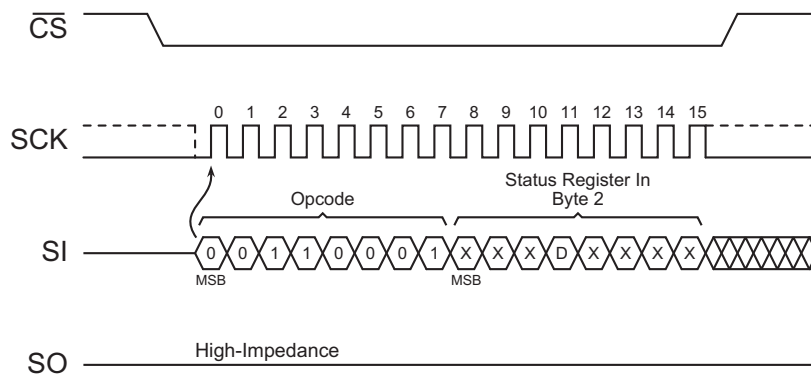 CS
0 1 2 3 4 5 6 7 8 9 10 11 12 13 14 15
SCK
Status Register In
Opcode Byte 2
SI 0 0 1 1 0 0 0 1 X X X D X X X X
MSB MSB
High-Impedance
SO